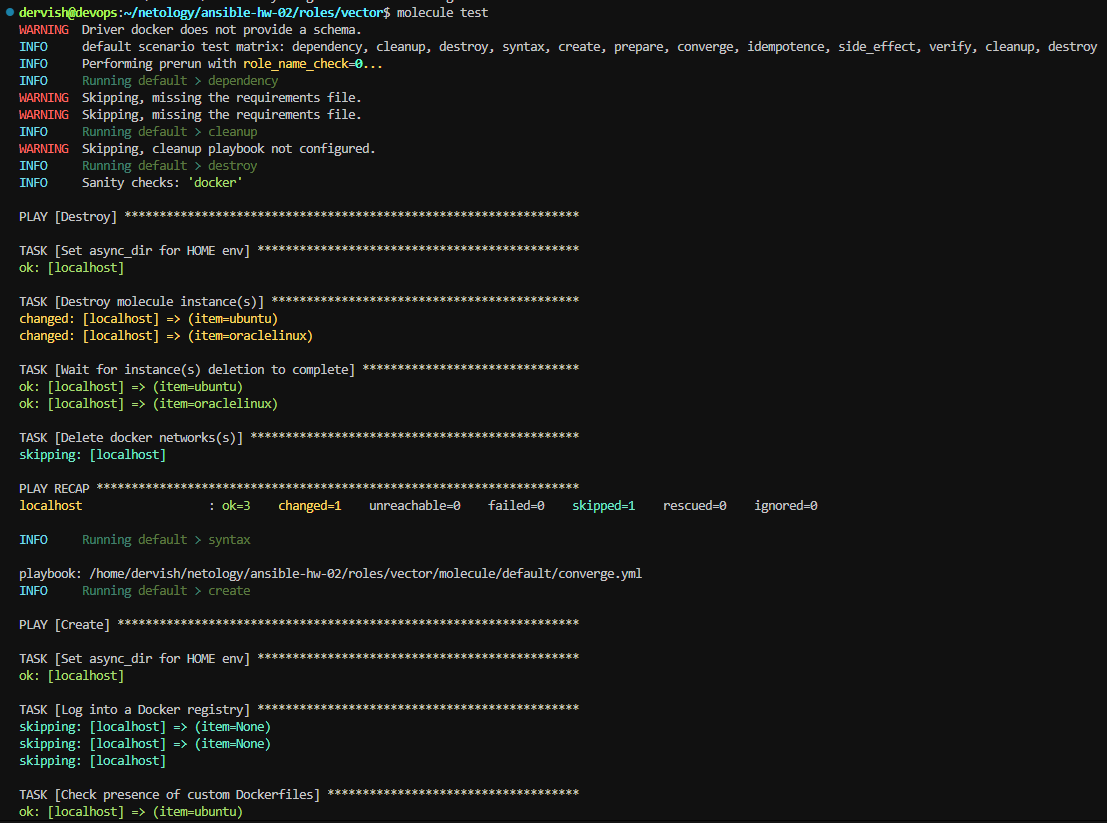 dervish@devops:~/netology/ansible-hw-02/roles/vector$ molecule test
WARNING  Driver docker does not provide a schema.
INFO     default scenario test matrix: dependency, cleanup, destroy, syntax, create, prepare, converge, idempotence, side_effect, verify, cleanup, destroy
INFO     Performing prerun with role_name_check=0...
INFO     Running default > dependency
WARNING  Skipping, missing the requirements file.
WARNING  Skipping, missing the requirements file.
INFO     Running default > cleanup
WARNING  Skipping, cleanup playbook not configured.
INFO     Running default > destroy
INFO     Sanity checks: 'docker'
PLAY [Destroy] *****************************************************************
TASK [Set async_dir for HOME env] **********************************************
ok: [localhost]
TASK [Destroy molecule instance(s)] ********************************************
changed: [localhost] => (item=ubuntu)
changed: [localhost] => (item=oraclelinux)
TASK [Wait for instance(s) deletion to complete] *******************************
ok: [localhost] => (item=ubuntu)
ok: [localhost] => (item=oraclelinux)
TASK [Delete docker networks(s)] ***********************************************
skipping: [localhost]
PLAY RECAP *********************************************************************
localhost                  : ok=3    changed=1    unreachable=0    failed=0    skipped=1    rescued=0    ignored=0
INFO     Running default > syntax
playbook: /home/dervish/netology/ansible-hw-02/roles/vector/molecule/default/converge.yml
INFO     Running default > create
PLAY [Create] ******************************************************************
TASK [Set async_dir for HOME env] **********************************************
ok: [localhost]
TASK [Log into a Docker registry] **********************************************
skipping: [localhost] => (item=None)
skipping: [localhost] => (item=None)
skipping: [localhost]
TASK [Check presence of custom Dockerfiles] ************************************
ok: [localhost] => (item=ubuntu)